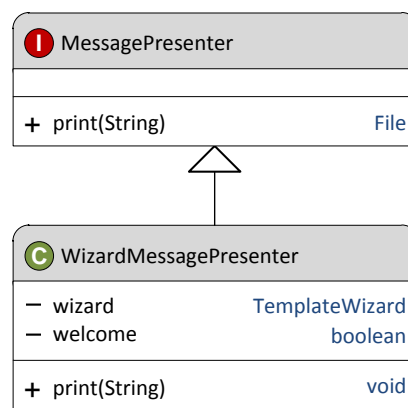 I MessagePresenter
+ print(String) File
C WizardMessagePresenter
− wizard TemplateWizard
− welcome boolean
+ print(String) void